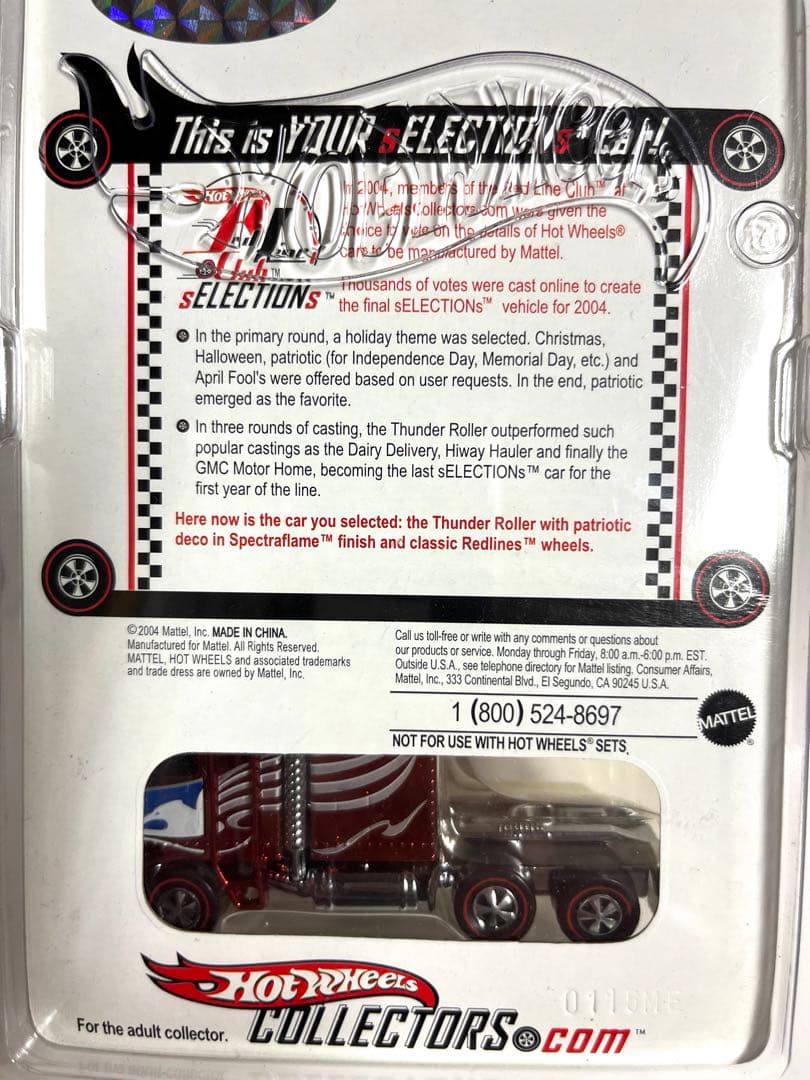 This is YOUR sELECTIONs™ car!
In 2004, members of the Red Line Club™ at
HotWheelsCollectors.com were given the
choice to vote on the details of Hot Wheels®
cars to be manufactured by Mattel.
HOT WHEELS
Red Line
Club™
sELECTIONs™
Thousands of votes were cast online to create
the final sELECTIONs™ vehicle for 2004.
In the primary round, a holiday theme was selected. Christmas,
Halloween, patriotic (for Independence Day, Memorial Day, etc.) and
April Fool's were offered based on user requests. In the end, patriotic
emerged as the favorite.
In three rounds of casting, the Thunder Roller outperformed such
popular castings as the Dairy Delivery, Hiway Hauler and finally the
GMC Motor Home, becoming the last sELECTIONs™ car for the
first year of the line.
Here now is the car you selected: the Thunder Roller with patriotic
deco in Spectraflame™ finish and classic Redlines™ wheels.
©2004 Mattel, Inc. MADE IN CHINA.
Manufactured for Mattel. All Rights Reserved.
MATTEL, HOT WHEELS and associated trademarks
and trade dress are owned by Mattel, Inc.
Call us toll-free or write with any comments or questions about
our products or service. Monday through Friday, 8:00 a.m.-6:00 p.m. EST.
Outside U.S.A., see telephone directory for Mattel listing. Consumer Affairs,
Mattel, Inc., 333 Continental Blvd., El Segundo, CA 90245 U.S.A.
1 (800) 524-8697
MATTEL®
NOT FOR USE WITH HOT WHEELS® SETS.
Hot Wheels
For the adult collector.
COLLECTORS.com™